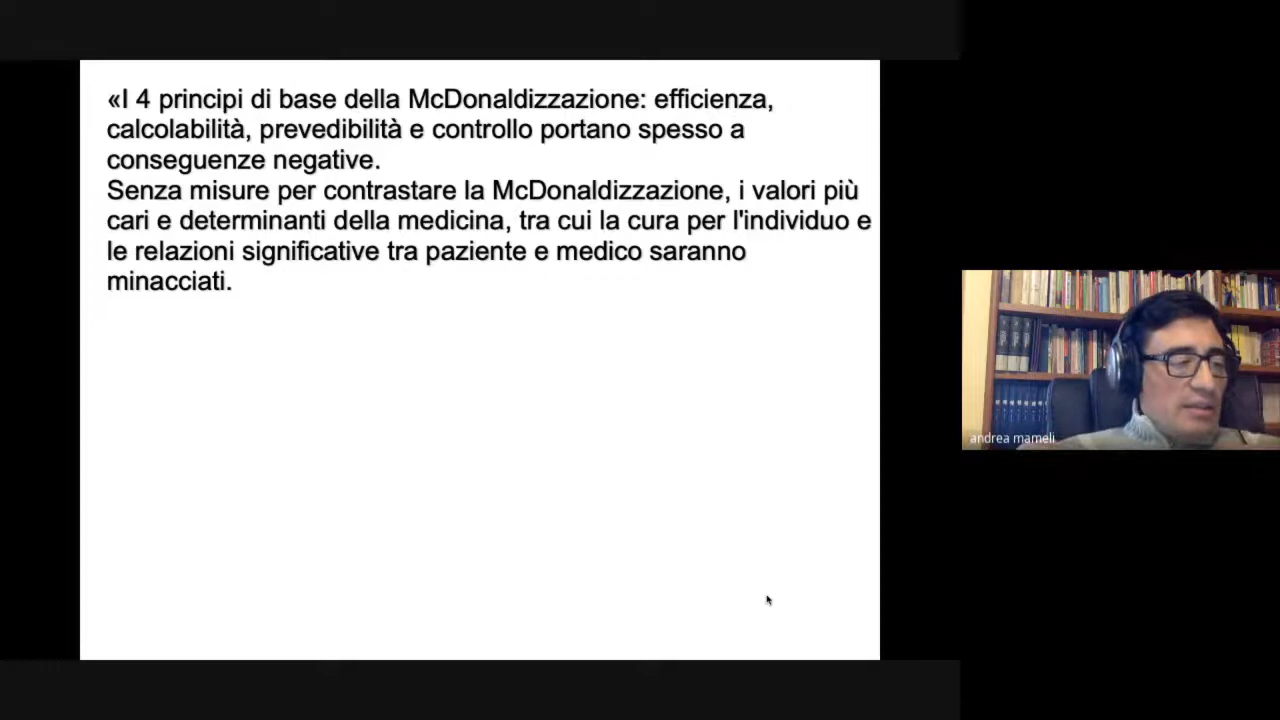 «I 4 principi di base della McDonaldizzazione: efficienza,
calcolabilità, prevedibilità e controllo portano spesso a
conseguenze negative.
Senza misure per contrastare la McDonaldizzazione, i valori più
cari e determinanti della medicina, tra cui la cura per l'individuo e
le relazioni significative tra paziente e medico saranno
minacciati.
andrea mameli